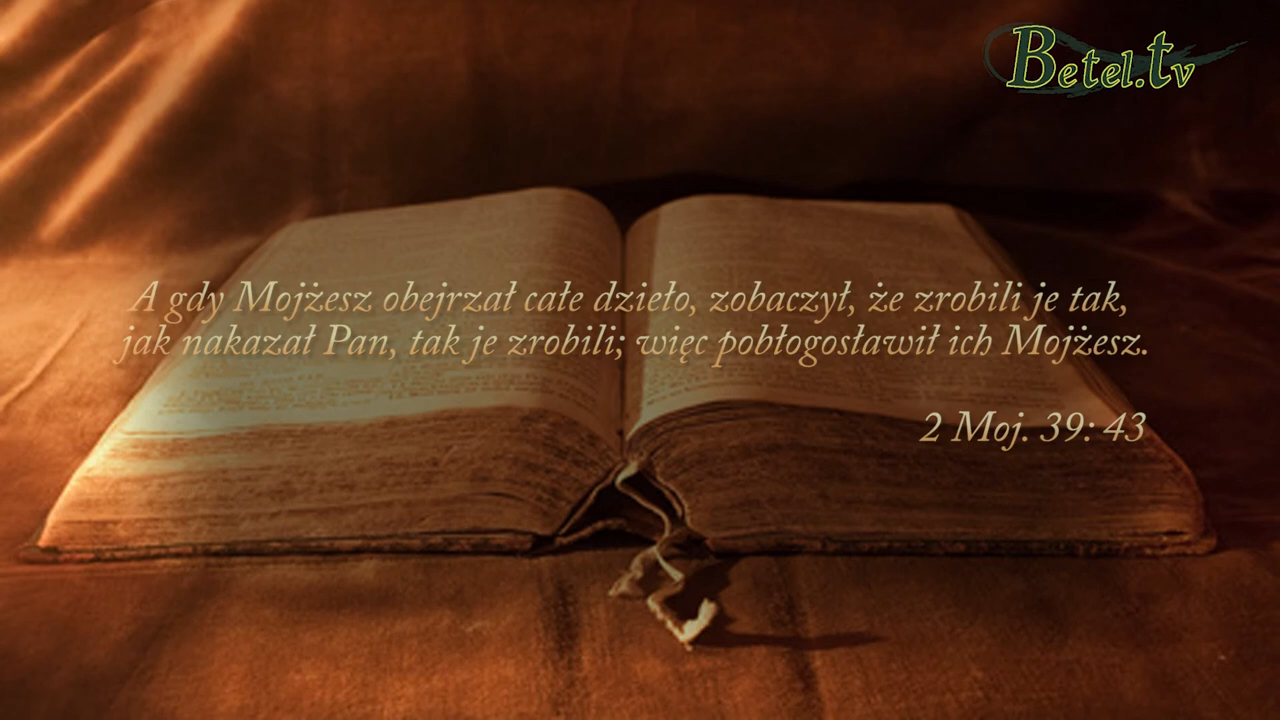 Betel.tv
A gdy Mojżesz obejrzał całe dzieło, zobaczył, że zrobili je tak,
jak nakazał Pan, tak je zrobili; więc pobłogosławił ich Mojżesz.
2 Moj. 39: 43